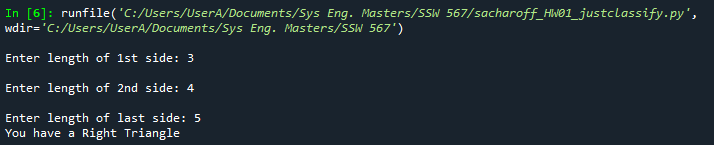 In [6]: runfile('C:/Users/UserA/Documents/Sys Eng. Masters/SSW 567/sacharoff_HW01_justclassify.py',
wdir='C:/Users/UserA/Documents/Sys Eng. Masters/SSW 567')
Enter length of 1st side: 3
Enter length of 2nd side: 4
Enter length of last side: 5
You have a Right Triangle